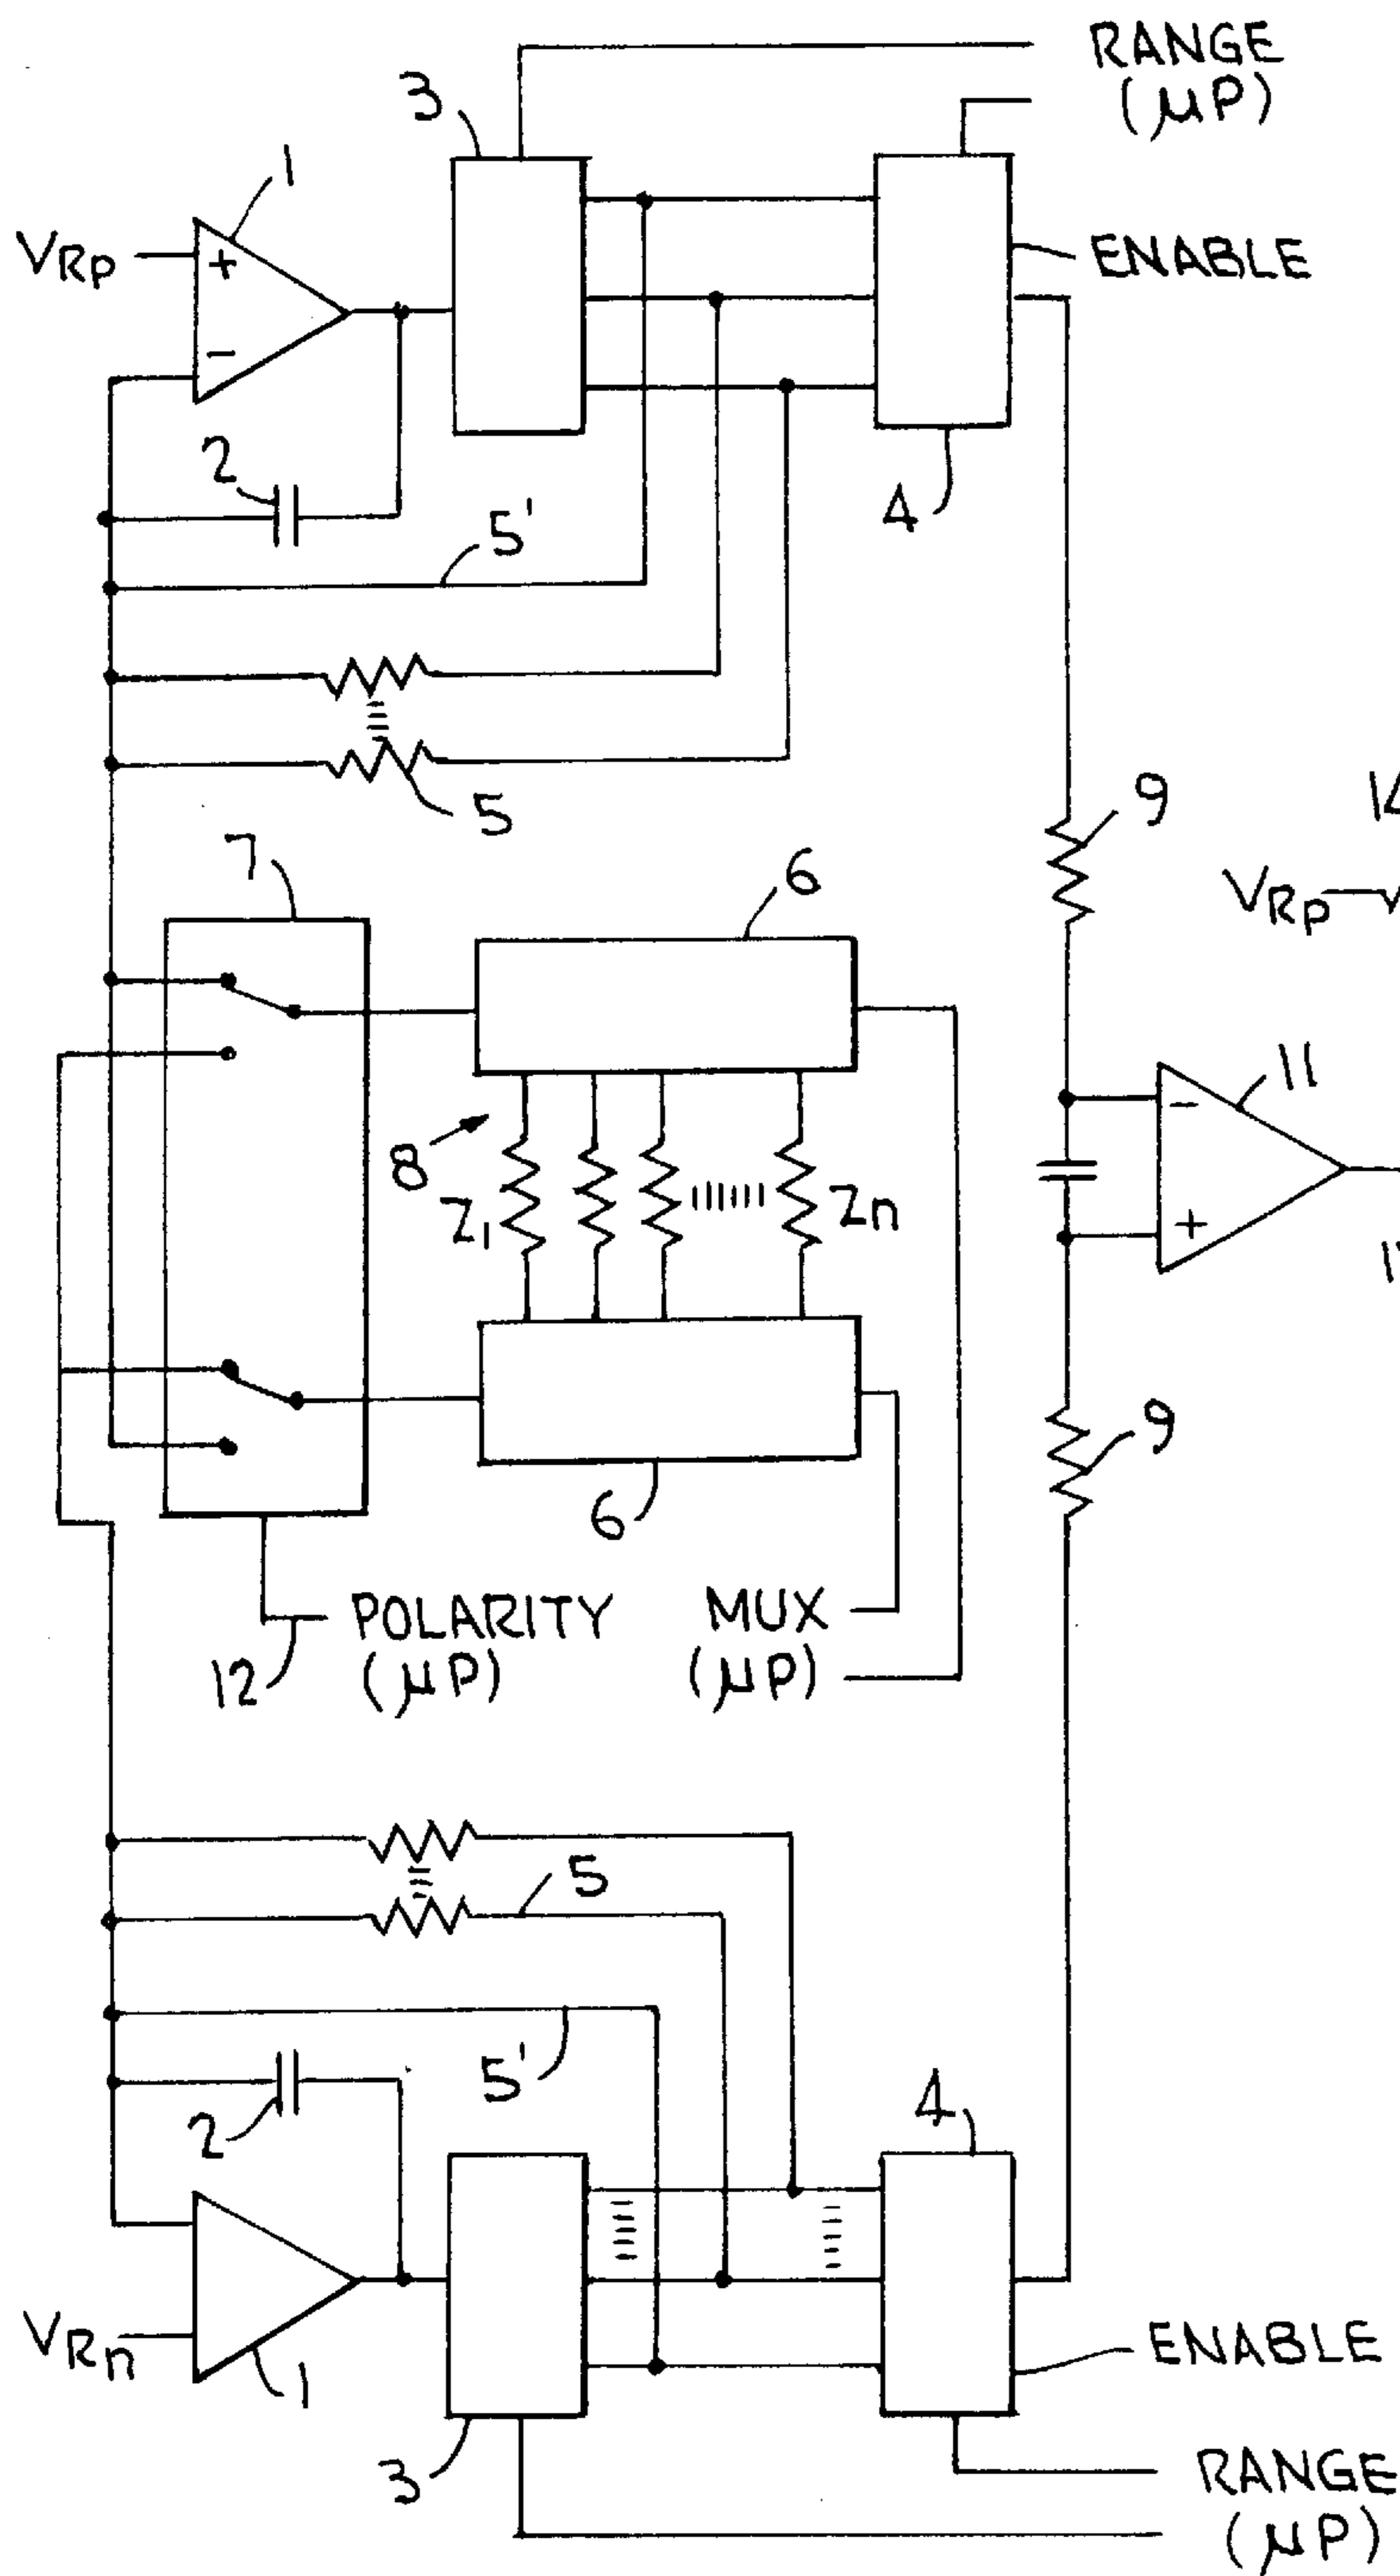 RANGE
(μP)
3
1
VRp
+
-
ENABLE
2
4
5'
5
9
14
VRp
7
6
11
-
+
8
Z1
Zn
9
6
POLARITY
(μP)
12
MUX
(μP)
5
5'
2
4
VRn
1
3
ENABLE
RANGE
(μP)